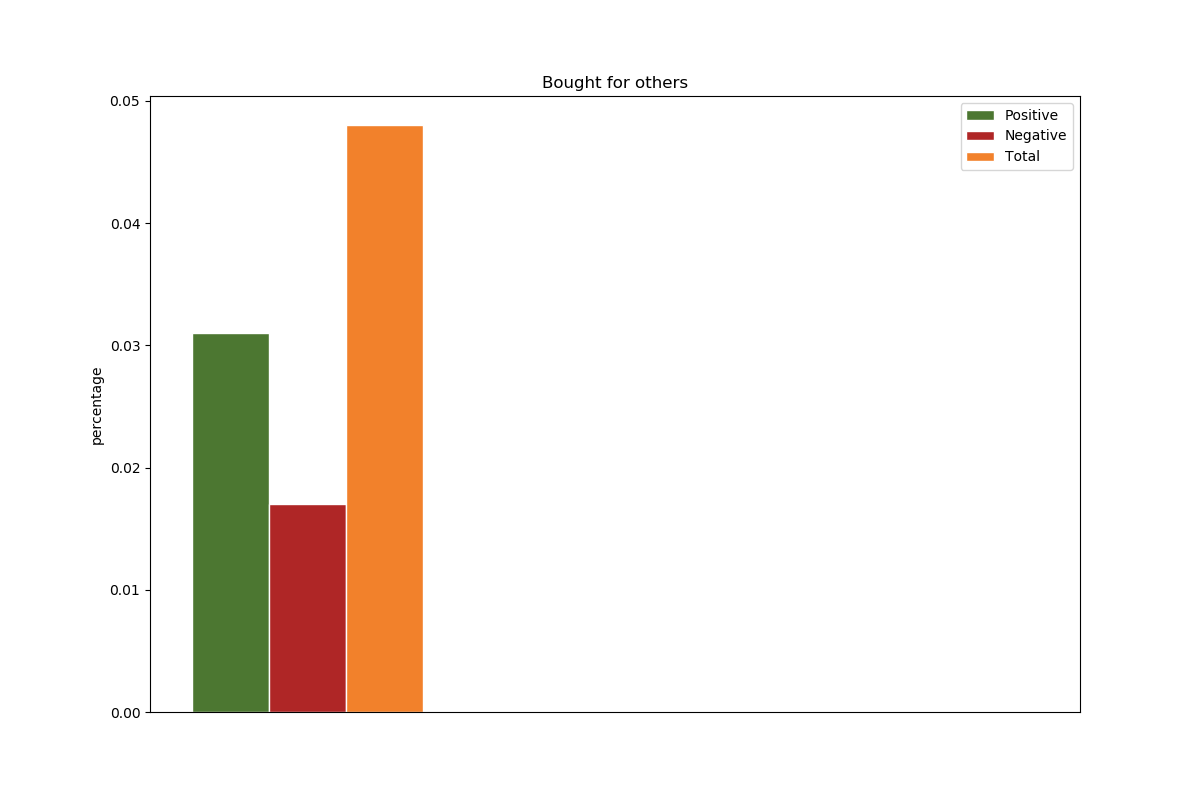 Bought for others
0.05
0.04
0.03
0.02
0.01
0.00
percentage
Positive
Negative
Total